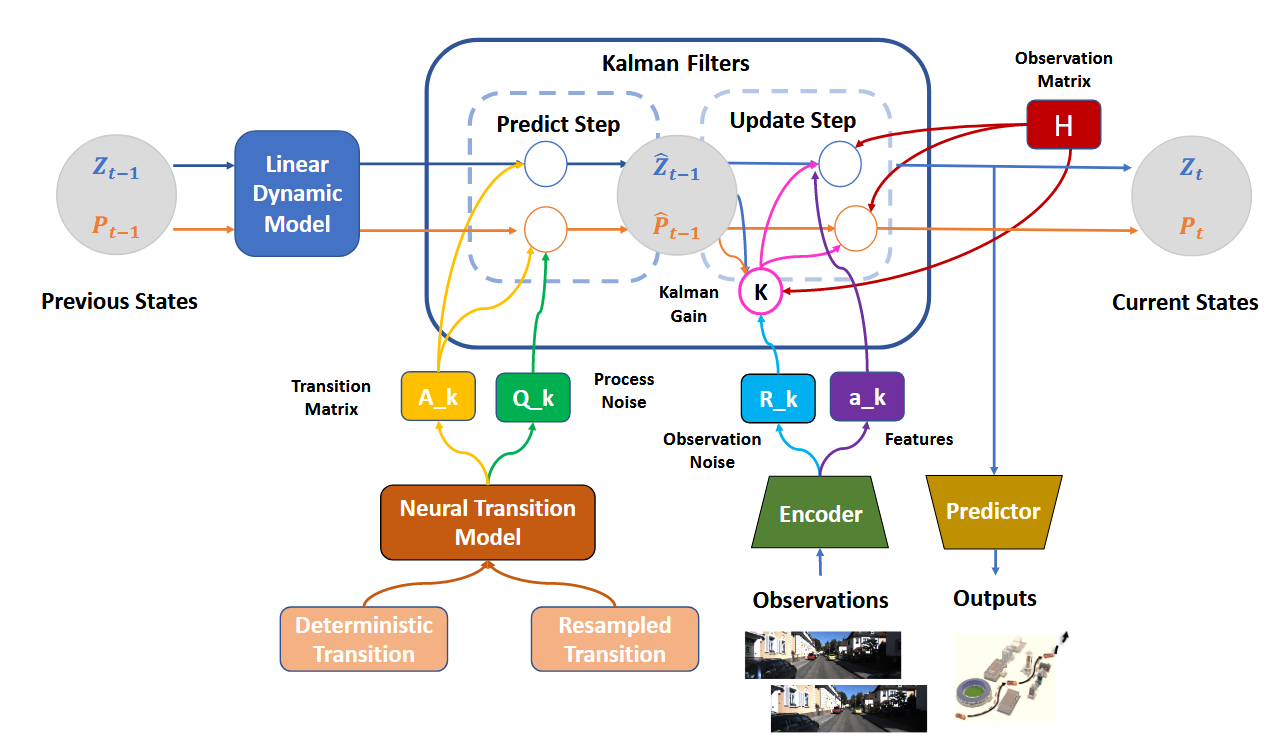 Kalman Filters
Observation
Matrix
H
Predict Step
Update Step
Z_{t-1}
P_{t-1}
Linear
Dynamic
Model
Ẑ_{t-1}
P̂_{t-1}
Z_t
P_t
Previous States
Kalman
Gain
K
Current States
Transition
Matrix
A_k
Q_k
Process
Noise
R_k
a_k
Observation
Noise
Features
Neural Transition
Model
Encoder
Predictor
Deterministic
Transition
Resampled
Transition
Observations
Outputs